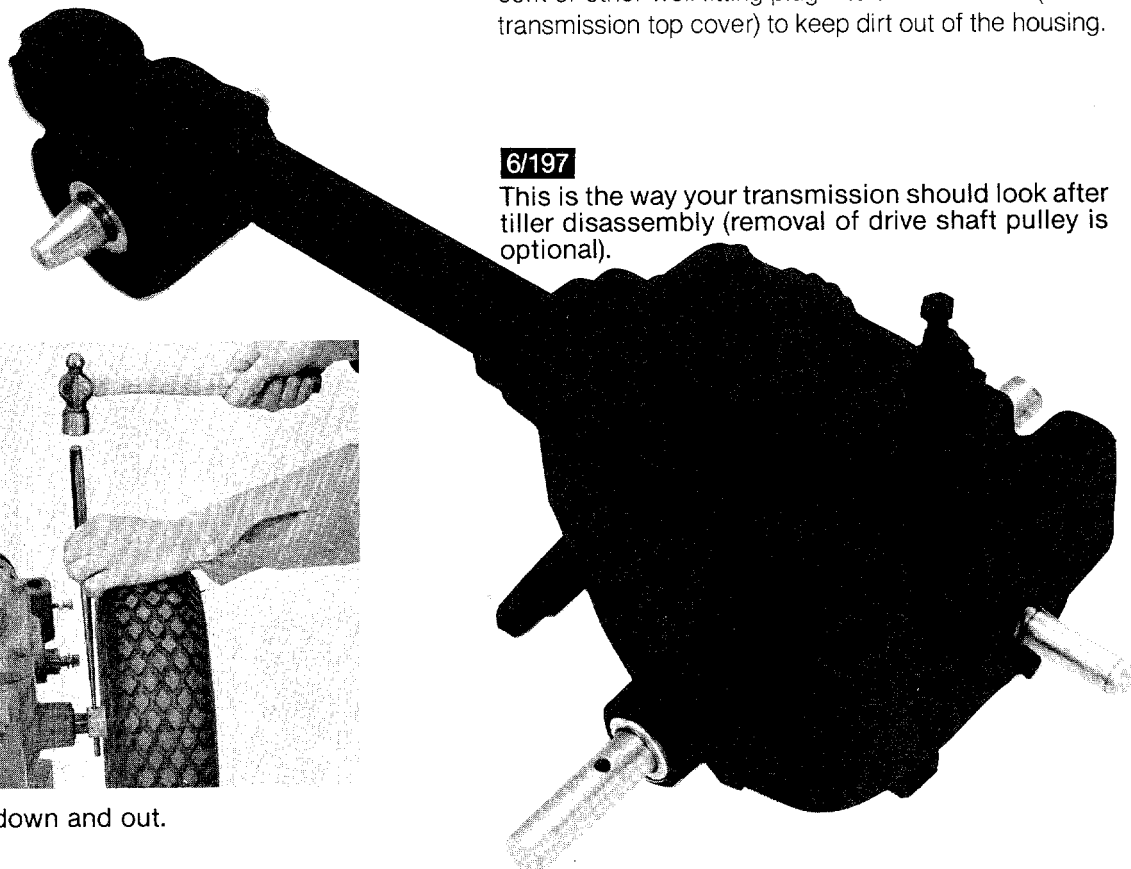 transmission top cover) to keep dirt out of the housing.
6/197
This is the way your transmission should look after
tiller disassembly (removal of drive shaft pulley is
optional).
down and out.